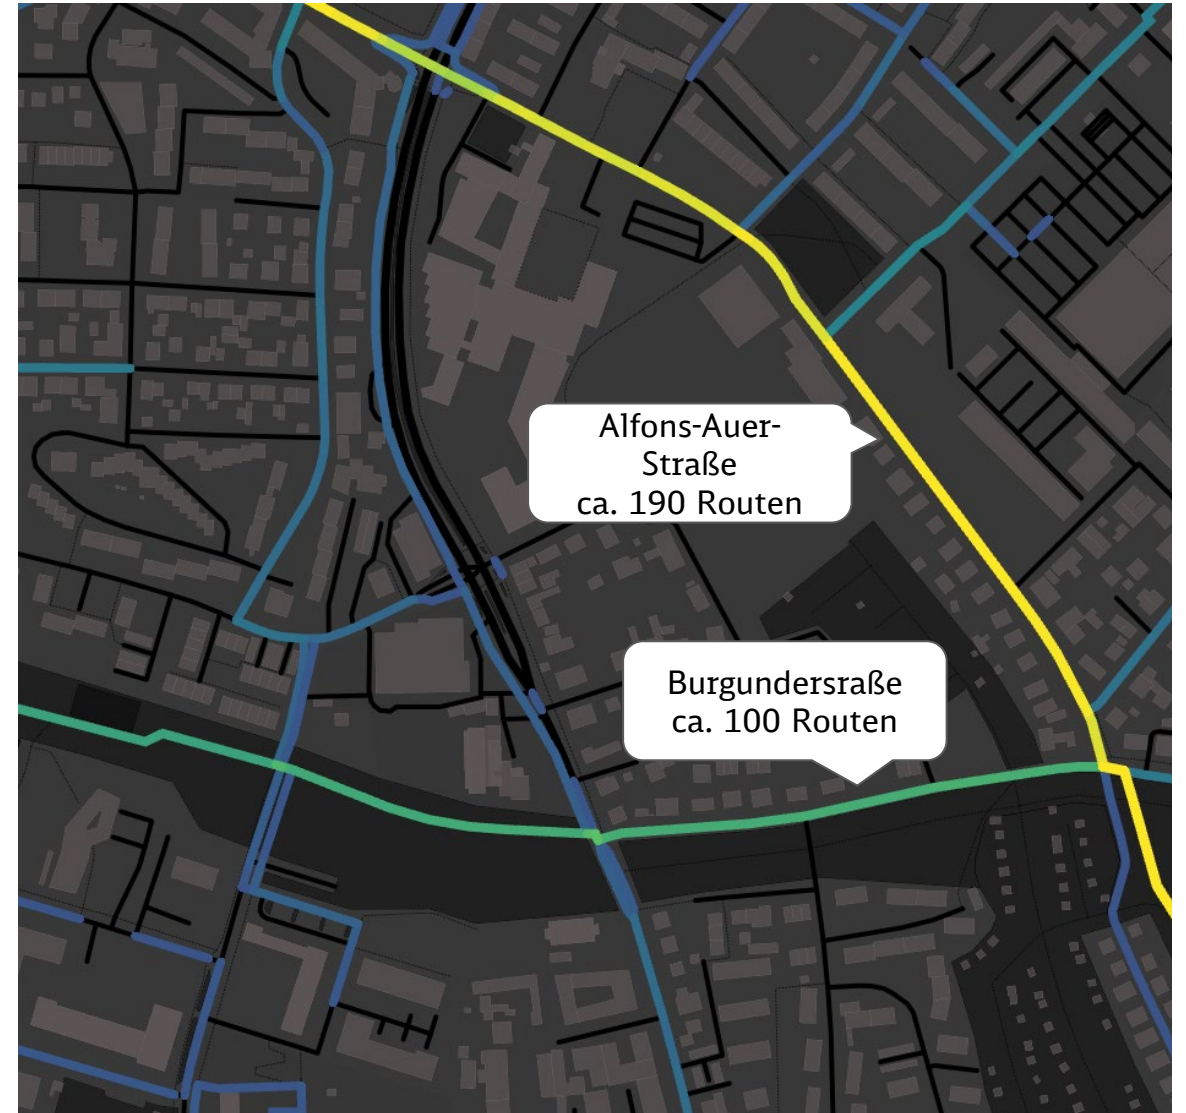 Alfons-Auer-
Straße
ca. 190 Routen
Burgundersraße
ca. 100 Routen